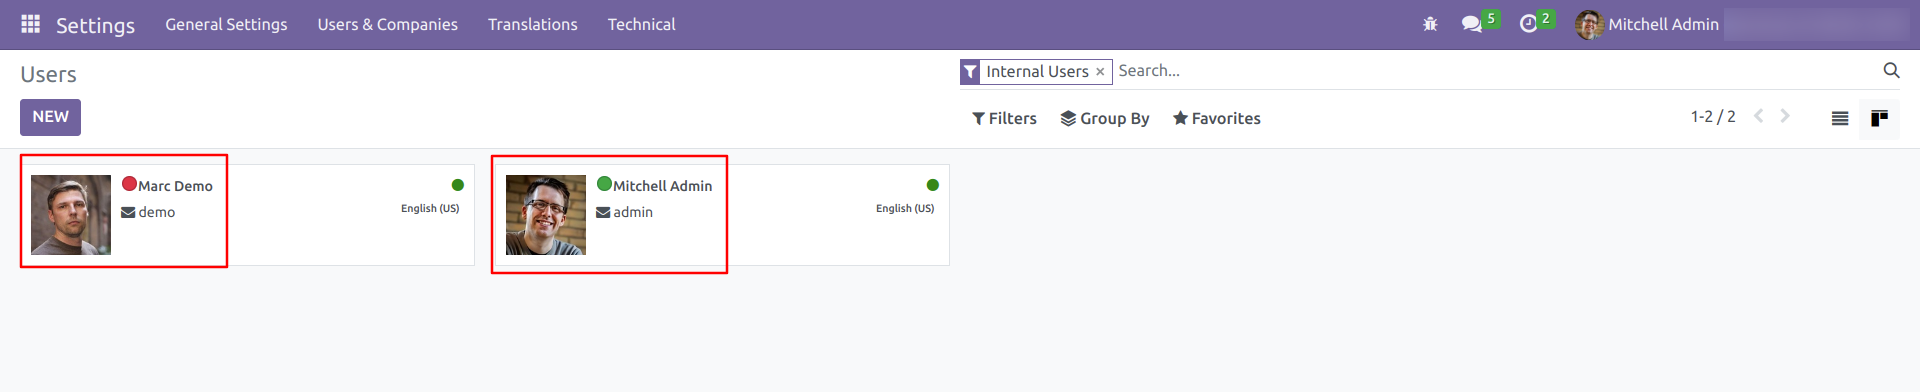 Settings General Settings Users & Companies Translations Technical 5 2 Mitchell Admin
Users
Internal Users × Search...
NEW
Filters Group By Favorites 1-2 / 2
Marc Demo
demo
English (US)
Mitchell Admin
admin
English (US)